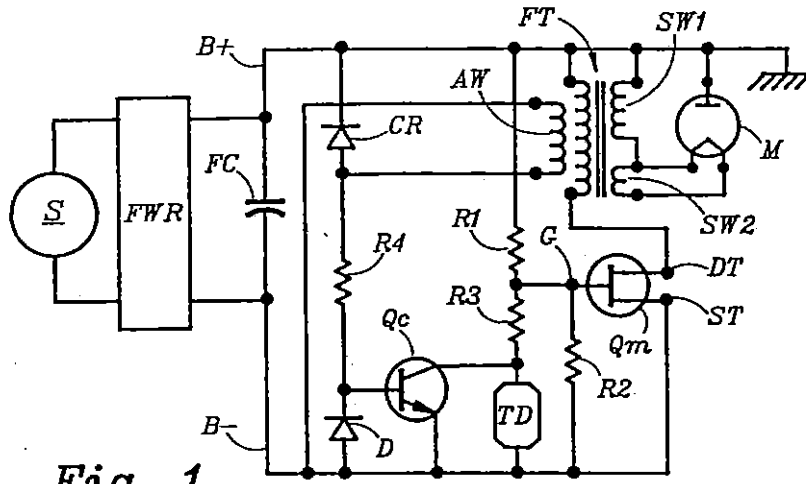 FT
SW1
B+
AW
CR
M
FC
S
FWR
SW2
R1
G
DT
R4
R3
ST
Qc
Qm
R2
TD
B-
D
Fig. 1